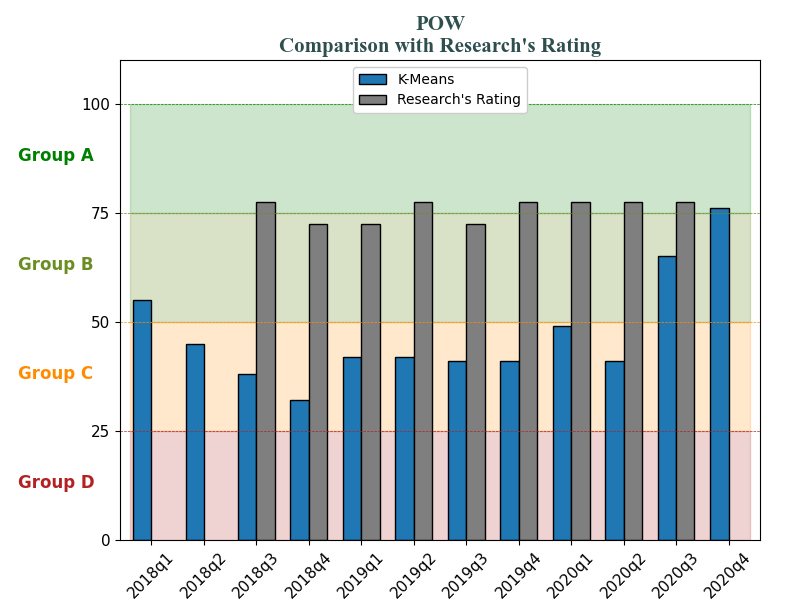 POW
Comparison with Research's Rating
K-Means
Research's Rating
100
Group A
75
Group B
50
Group C
25
Group D
0
2018q1
2018q2
2018q3
2018q4
2019q1
2019q2
2019q3
2019q4
2020q1
2020q2
2020q3
2020q4